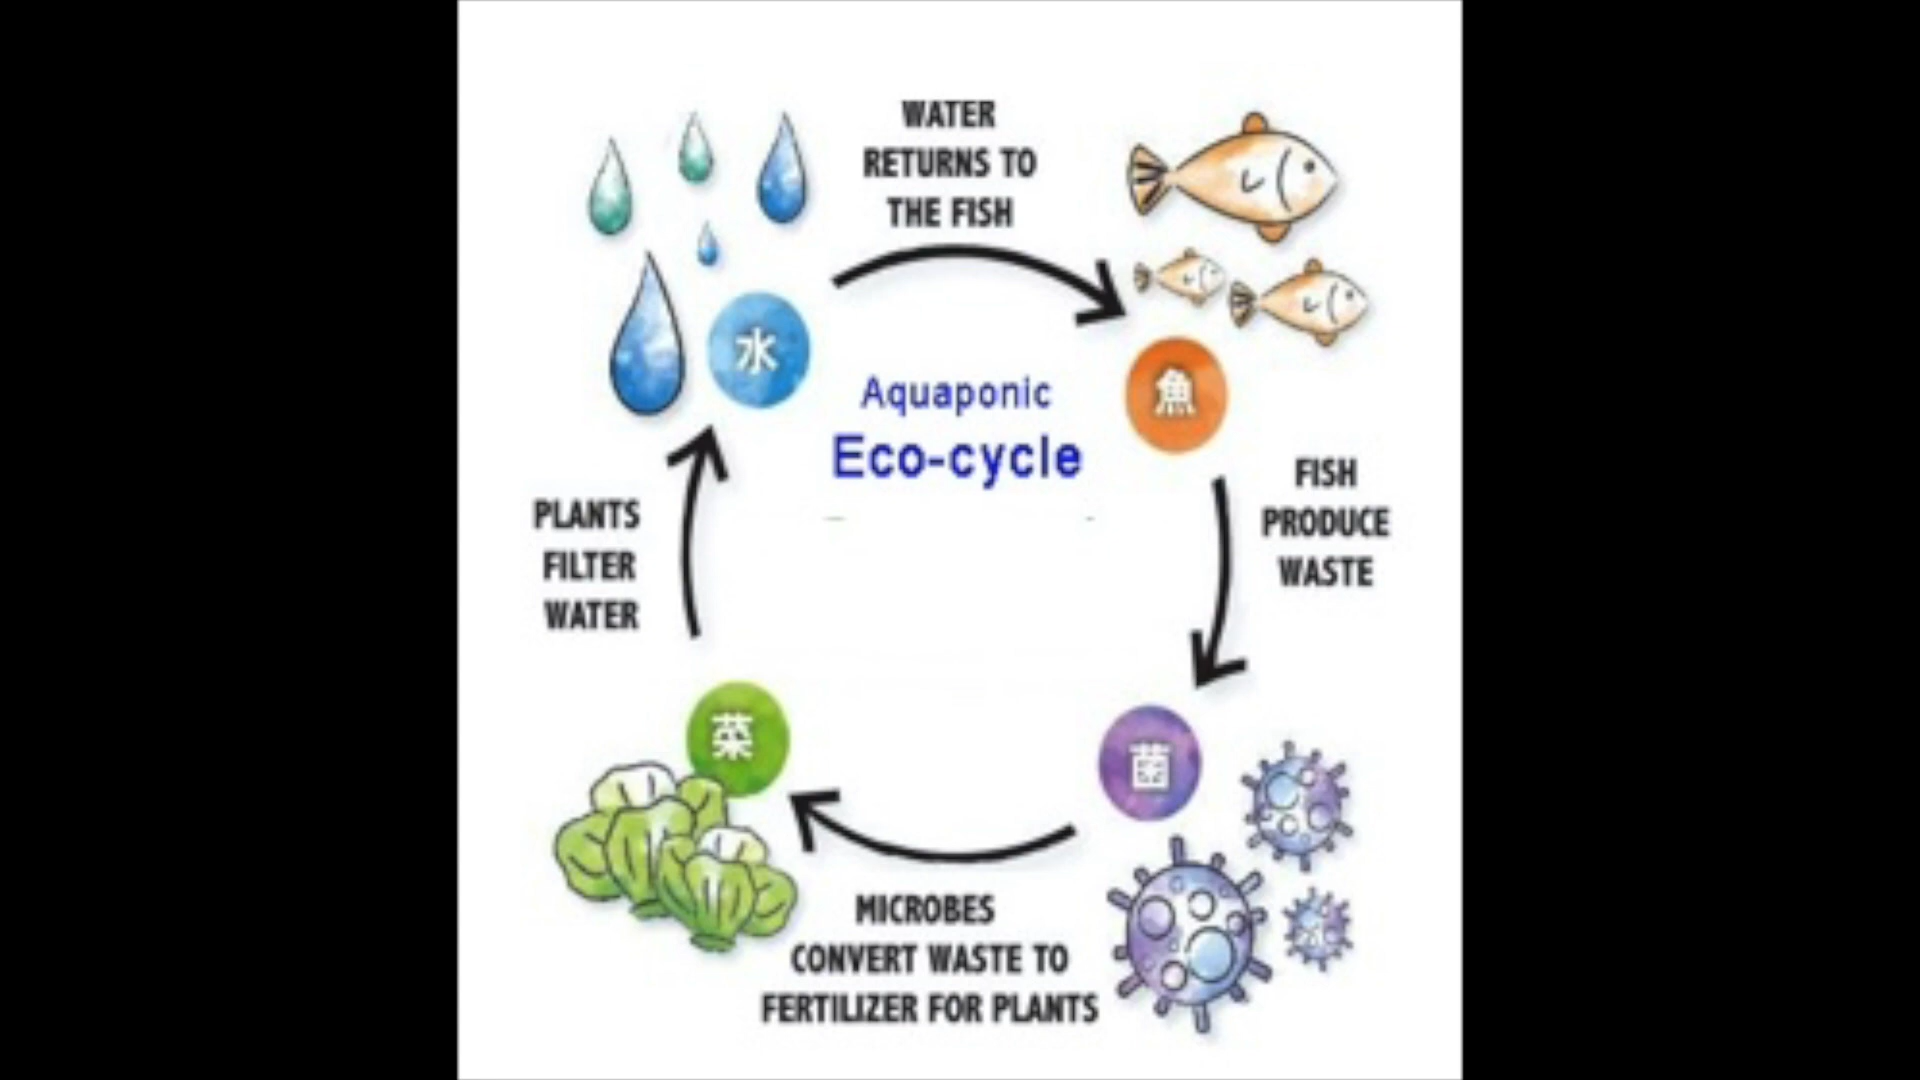 WATER
RETURNS TO
THE FISH
水
魚
Aquaponic
Eco-cycle
FISH
PRODUCE
WASTE
PLANTS
FILTER
WATER
菜
菌
MICROBES
CONVERT WASTE TO
FERTILIZER FOR PLANTS